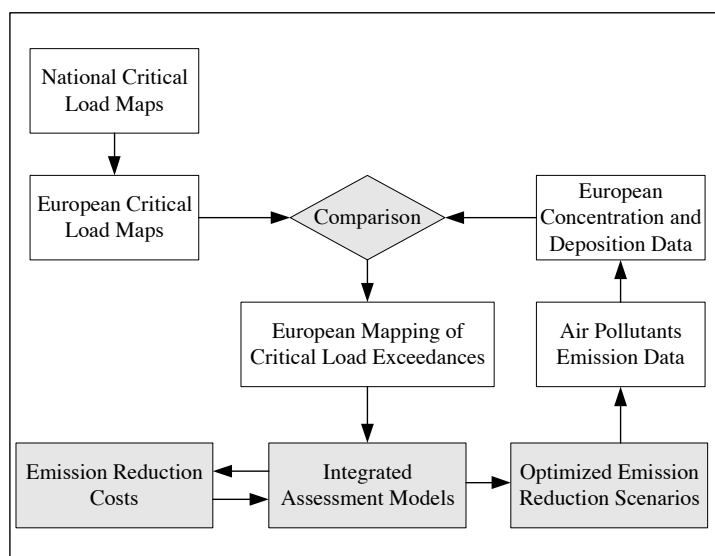 National Critical
Load Maps
European Critical
Load Maps
Comparison
European
Concentration and
Deposition Data
European Mapping of
Critical Load Exceedances
Air Pollutants
Emission Data
Emission Reduction
Costs
Integrated
Assessment Models
Optimized Emission
Reduction Scenarios